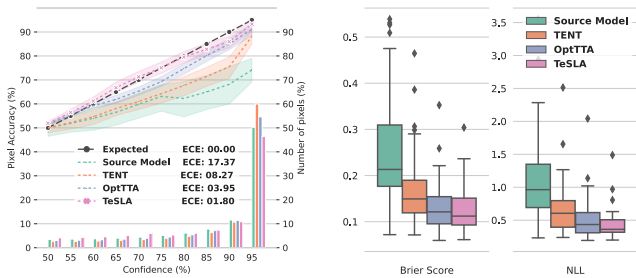 Pixel Accuracy (%)
90
80
70
60
50
40
30
20
10
0
Expected ECE: 00.00
Source Model ECE: 17.37
TENT ECE: 08.27
OptTTA ECE: 03.95
TeSLA ECE: 01.80
50 55 60 65 70 75 80 85 90 95
Confidence (%)
90
80
70
60
50
40
30
20
10
0
Number of pixels (%)
0.5
0.4
0.3
0.2
0.1
Brier Score
3.5
3.0
2.5
2.0
1.5
1.0
0.5
0.0
Source Model
TENT
OptTTA
TeSLA
NLL